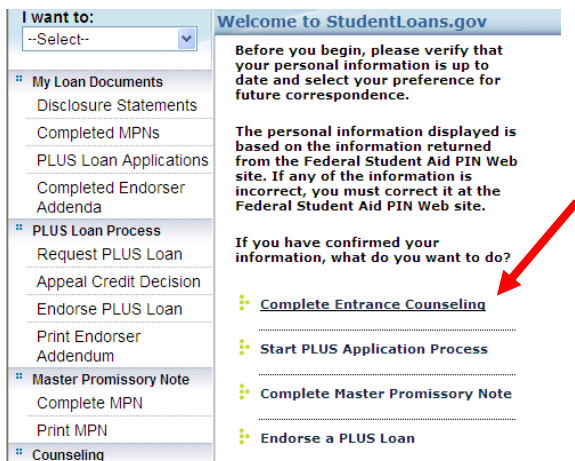 I want to:
--Select--
My Loan Documents
Disclosure Statements
Completed MPNs
PLUS Loan Applications
Completed Endorser
Addenda
PLUS Loan Process
Request PLUS Loan
Appeal Credit Decision
Endorse PLUS Loan
Print Endorser
Addendum
Master Promissory Note
Complete MPN
Print MPN
Counseling
Welcome to StudentLoans.gov
Before you begin, please verify that
your personal information is up to
date and select your preference for
future correspondence.
The personal information displayed is
based on the information returned
from the Federal Student Aid PIN Web
site. If any of the information is
incorrect, you must correct it at the
Federal Student Aid PIN Web site.
If you have confirmed your
information, what do you want to do?
Complete Entrance Counseling
Start PLUS Application Process
Complete Master Promissory Note
Endorse a PLUS Loan